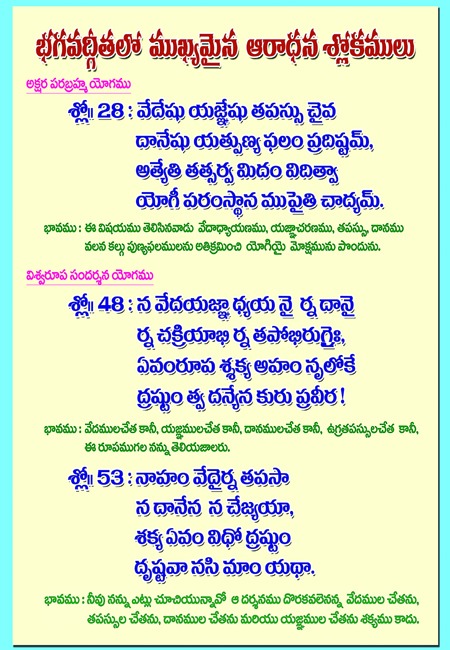 భగవద్గీతలో ముఖ్యమైన ఆరాధన శ్లోకములు
అక్షర పరబ్రహ్మ యోగము
శ్లో॥ 28 : వేదేషు యజ్ఞేషు తపస్సు చైవ
దానేషు యత్పుణ్య ఫలం ప్రదిష్టమ్,
అత్యేతి తత్సర్వ మిదం విదిత్వా
యోగీ పరంస్థాన ముపైతి చాద్యమ్.
భావము : ఈ విషయము తెలిసినవాడు వేదాధ్యాయణము, యజ్ఞాచరణము, తపస్సు, దానము
వలన కల్గు పుణ్యఫలములను అతిక్రమించి యోగియై మోక్షమును పొందును.
విశ్వరూప సందర్శన యోగము
శ్లో॥ 48 : న వేదయజ్ఞా ధ్యయ నై ర్న దానై
ర్న చక్రియాభి ర్న తపోభిరుగ్రైః,
ఏవంరూప శ్శక్య అహం నృలోకే
ద్రష్టుం త్వ దన్యేన కురు ప్రవీర !
భావము : వేదములచేత కానీ, యజ్ఞములచేత కానీ, దానములచేత కానీ, ఉగ్రతపస్సులచేత కానీ,
ఈ రూపముగల నన్ను తెలియజాలరు.
శ్లో॥ 53 : నాహం వేదైర్న తపసా
న దానేన న చేజ్యయా,
శక్య ఏవం విధో ద్రష్టుం
దృష్టవా నసి మాం యథా.
భావము : నీవు నన్ను ఎట్లు చూచియున్నావో ఆ దర్శనము దొరకవలెనన్న వేదముల చేతను,
తపస్సుల చేతను, దానముల చేతను మరియు యజ్ఞముల చేతను శక్యము కాదు.